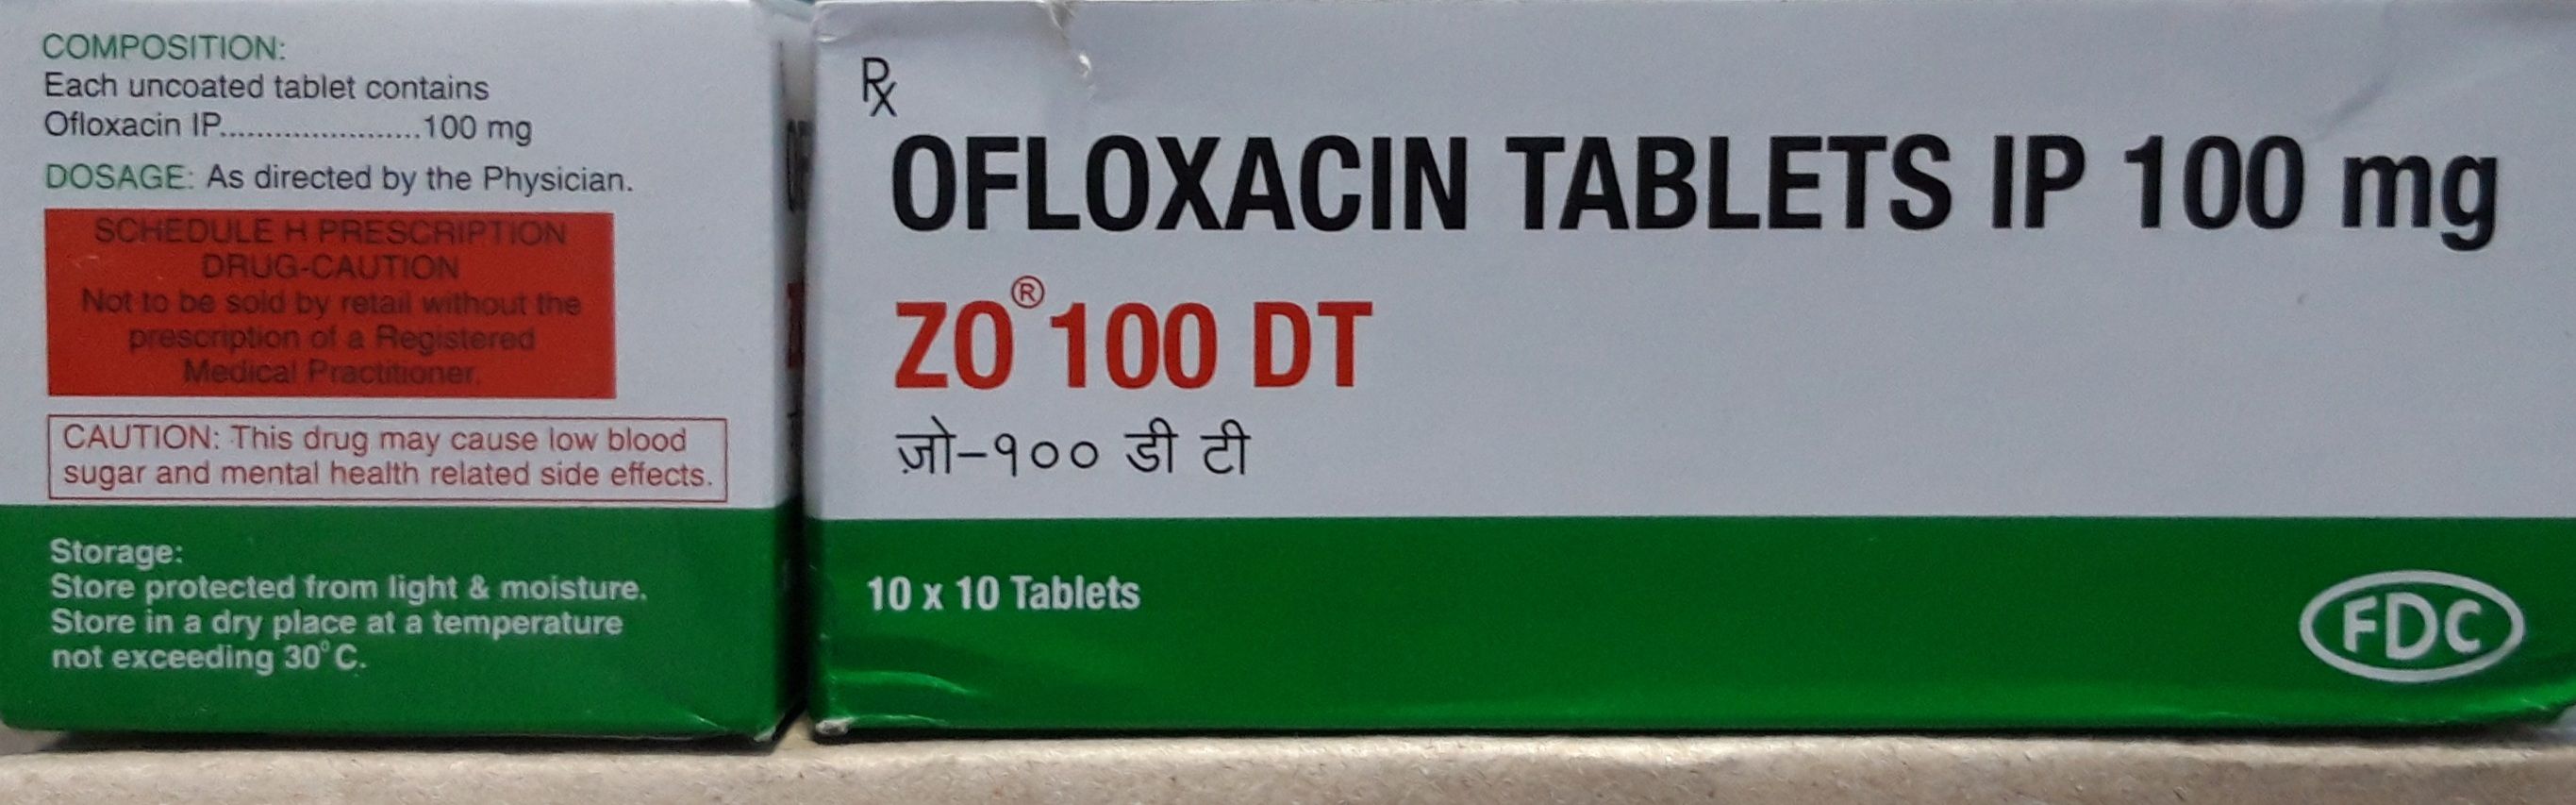 COMPOSITION:
Each uncoated tablet contains
Ofloxacin IP......................100 mg
DOSAGE: As directed by the Physician.
SCHEDULE H PRESCRIPTION
DRUG-CAUTION
Not to be sold by retail without the
prescription of a Registered
Medical Practitioner.
CAUTION: This drug may cause low blood
sugar and mental health related side effects.
Storage:
Store protected from light & moisture.
Store in a dry place at a temperature
not exceeding 30°C.
Rx
OFLOXACIN TABLETS IP 100 mg
ZO® 100 DT
ज़ो-१०० डी टी
10 x 10 Tablets
FDC